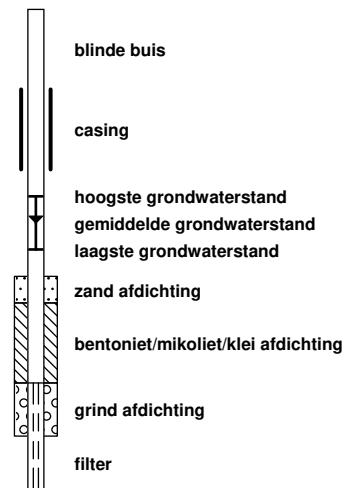 blinde buis
casing
hoogste grondwaterstand
gemiddelde grondwaterstand
laagste grondwaterstand
zand afdichting
bentoniet/mikoliet/klei afdichting
grind afdichting
filter